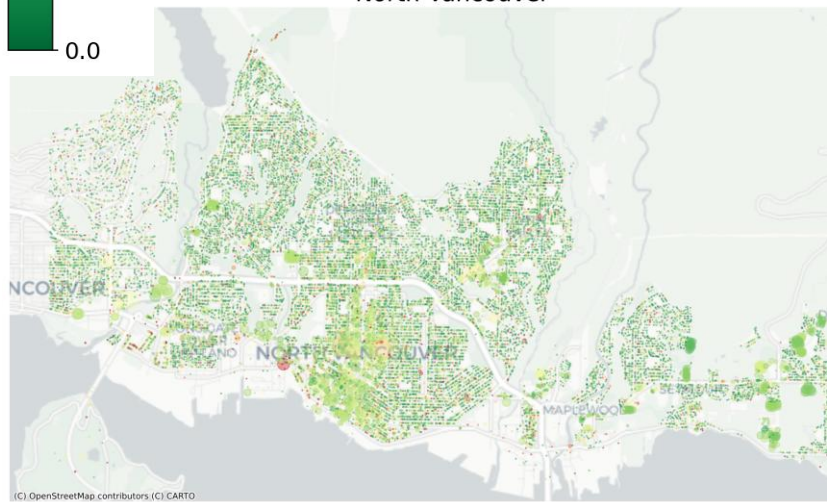 North Vancouver
0.0
NCOUVER
NORTH VANCOUVER
MAPLEWOOD
(C) OpenStreetMap contributors (C) CARTO